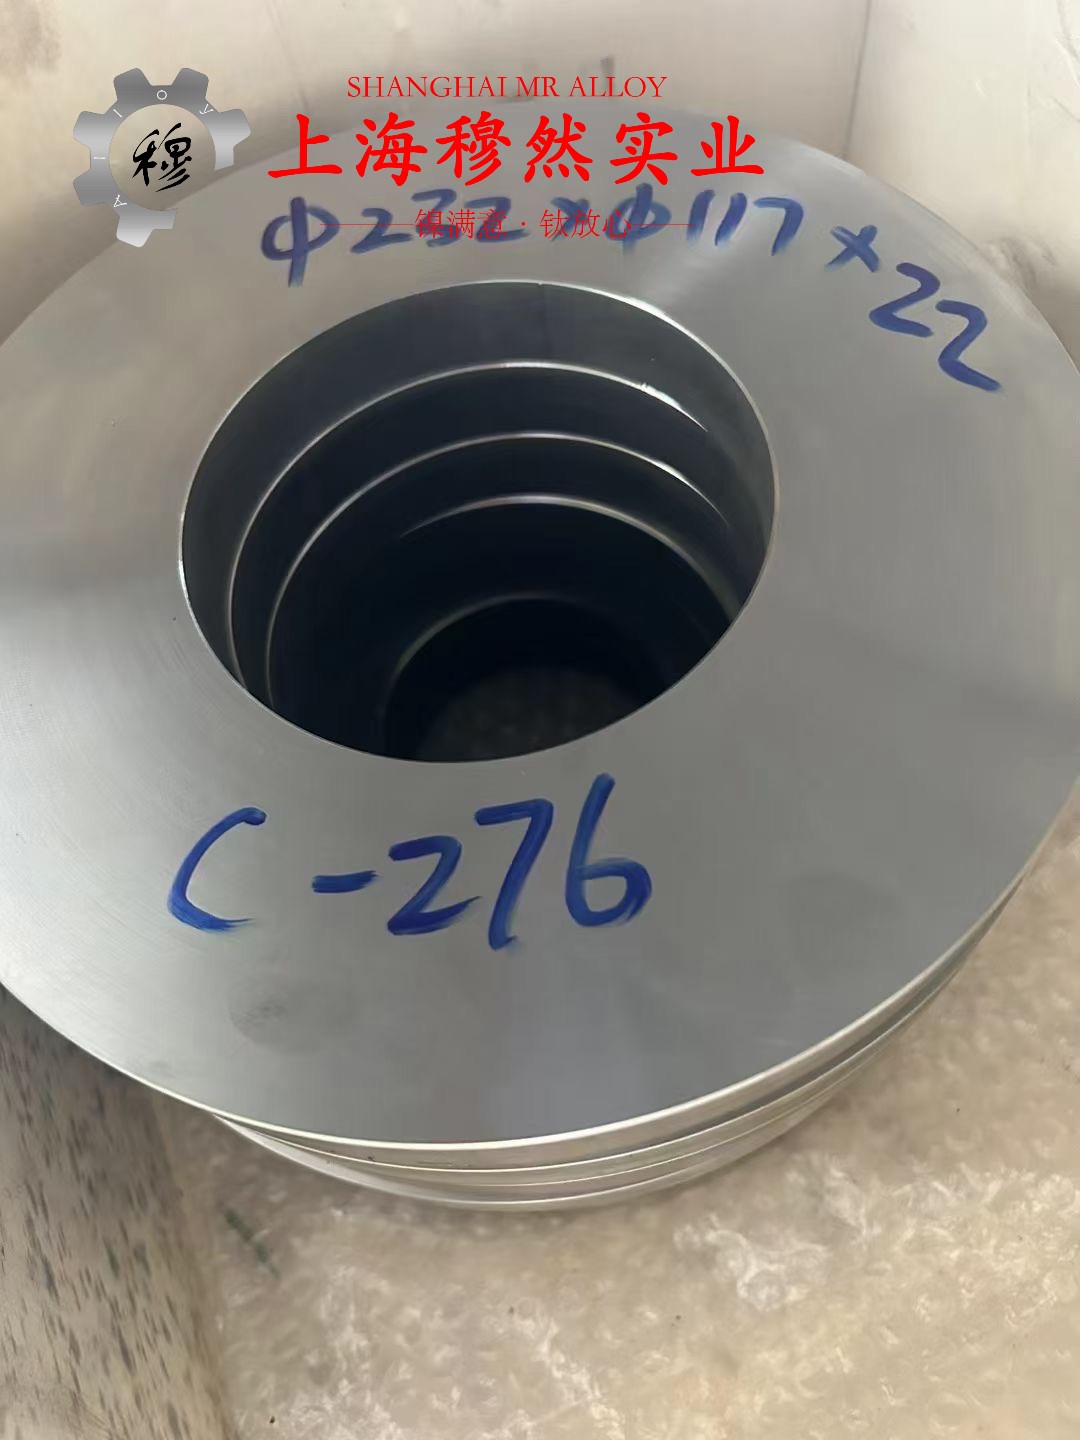 SHANGHAI MR ALLOY
上海穆然实业
穆
镍满意·钛放心
Φ232×Φ117×22
C-276